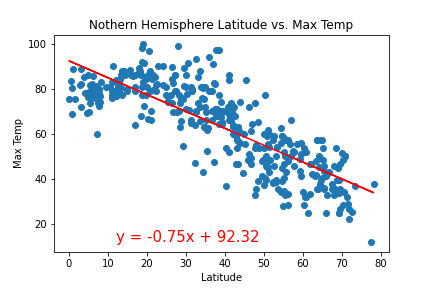 Nothern Hemisphere Latitude vs. Max Temp
100
80
60
40
20
Max Temp
y = -0.75x + 92.32
0 10 20 30 40 50 60 70 80
Latitude